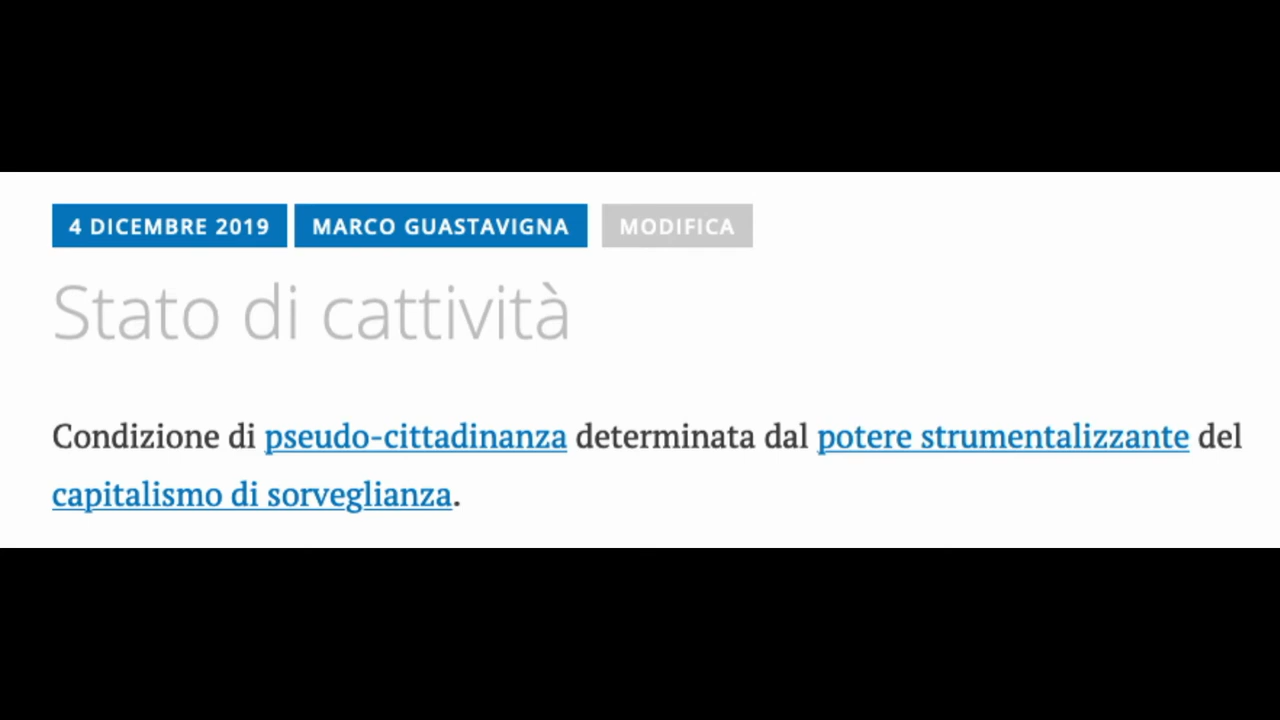 4 DICEMBRE 2019 MARCO GUASTAVIGNA MODIFICA
Stato di cattività
Condizione di pseudo-cittadinanza determinata dal potere strumentalizzante del
capitalismo di sorveglianza.